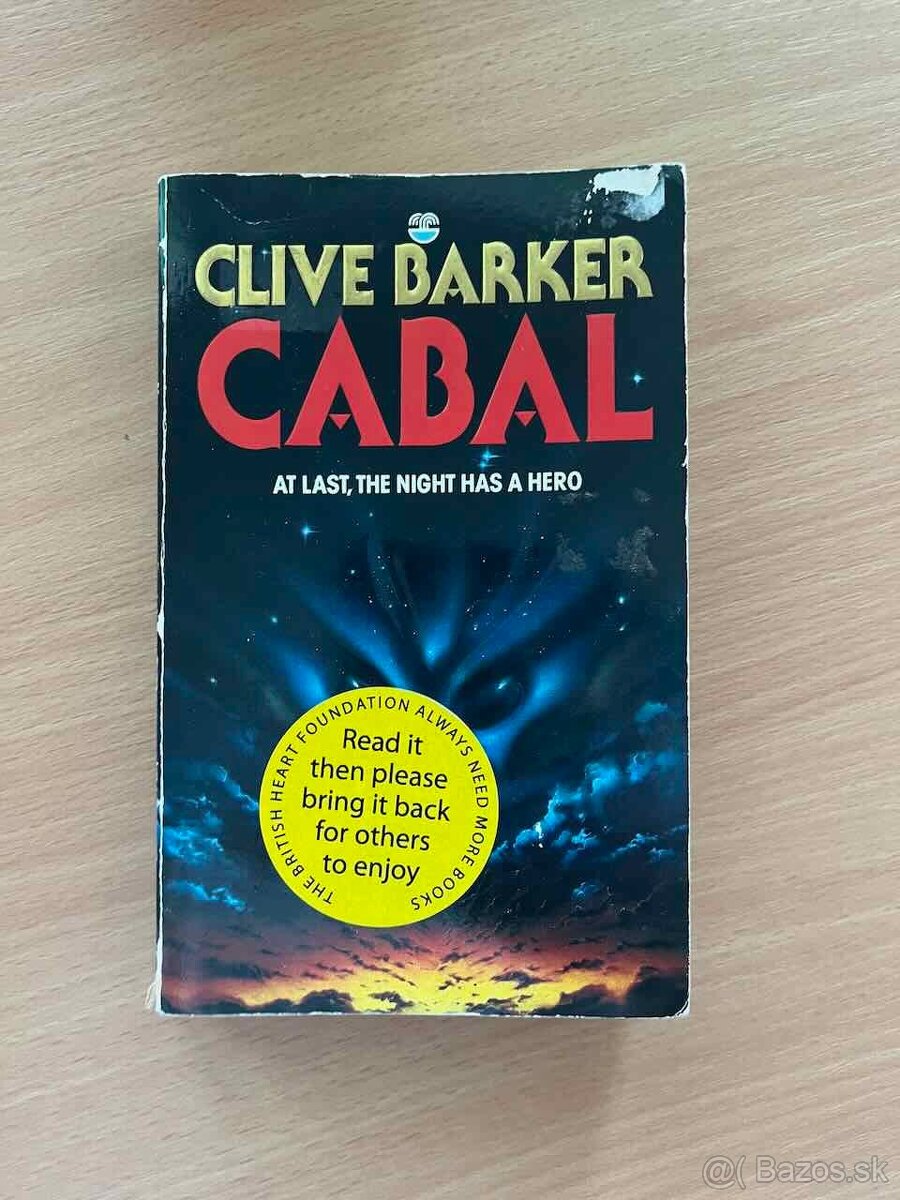 CLIVE BARKER
CABAL
AT LAST, THE NIGHT HAS A HERO
THE BRITISH HEART FOUNDATION ALWAYS NEED MORE BOOKS
Read it
then please
bring it back
for others
to enjoy
@( Bazos.sk